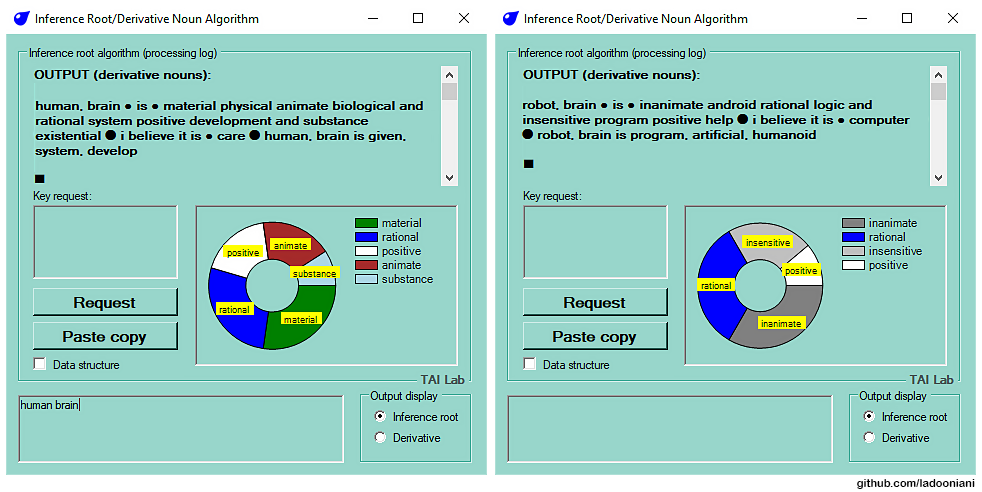 Inference Root/Derivative Noun Algorithm
Inference root algorithm (processing log)
OUTPUT (derivative nouns):
human, brain ● is ● material physical animate biological and
rational system positive development and substance
existential ● i believe it is ● care ● human, brain is given,
system, develop
■
Key request:
Request
Paste copy
Data structure
positive
animate
substance
rational
material
material
rational
positive
animate
substance
TAI Lab
human brain
Output display
Inference root
Derivative
Inference Root/Derivative Noun Algorithm
Inference root algorithm (processing log)
OUTPUT (derivative nouns):
robot, brain ● is ● inanimate android rational logic and
insensitive program positive help ● i believe it is ● computer
● robot, brain is program, artificial, humanoid
■
Key request:
Request
Paste copy
Data structure
insensitive
positive
rational
inanimate
inanimate
rational
insensitive
positive
TAI Lab
Output display
Inference root
Derivative
github.com/ladooniani